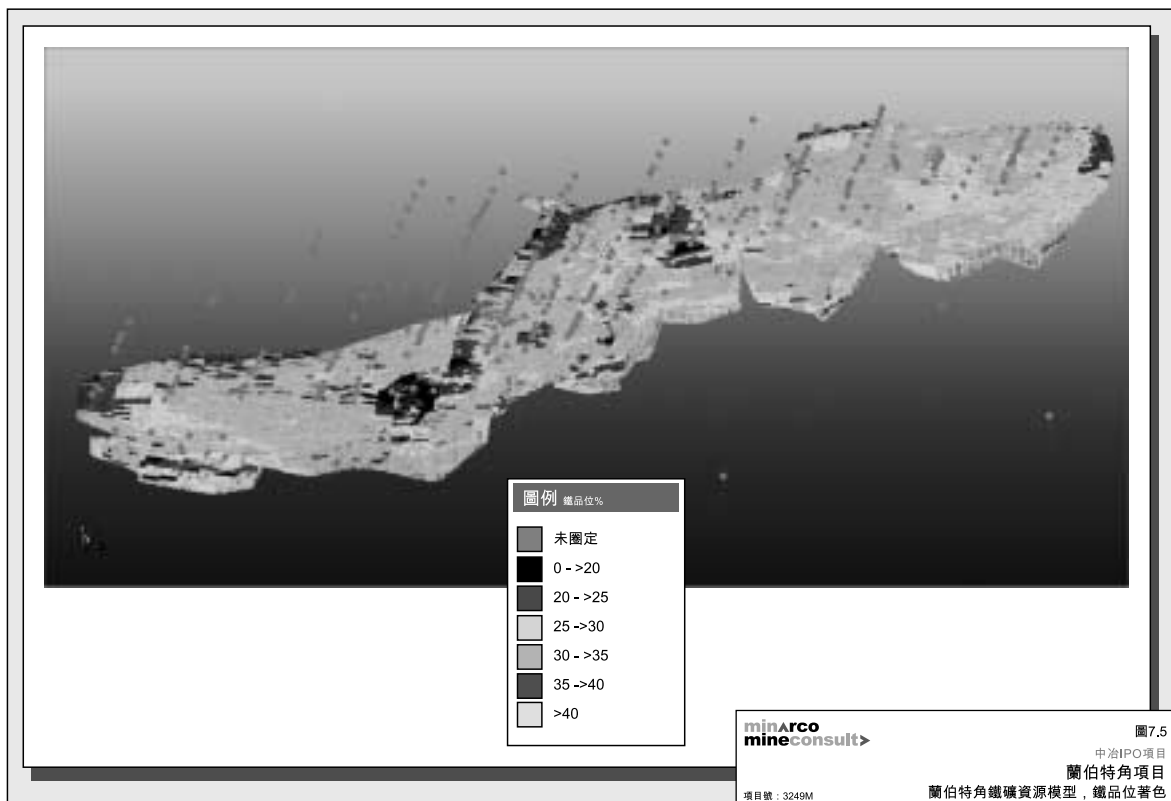 圖例 鐵品位%
未圈定
0 - >20
20 - >25
25 ->30
30 - >35
35 ->40
>40
minarco
mineconsult>
圖7.5
中冶IPO項目
蘭伯特角項目
項目號：3249M
蘭伯特角鐵礦資源模型，鐵品位著色